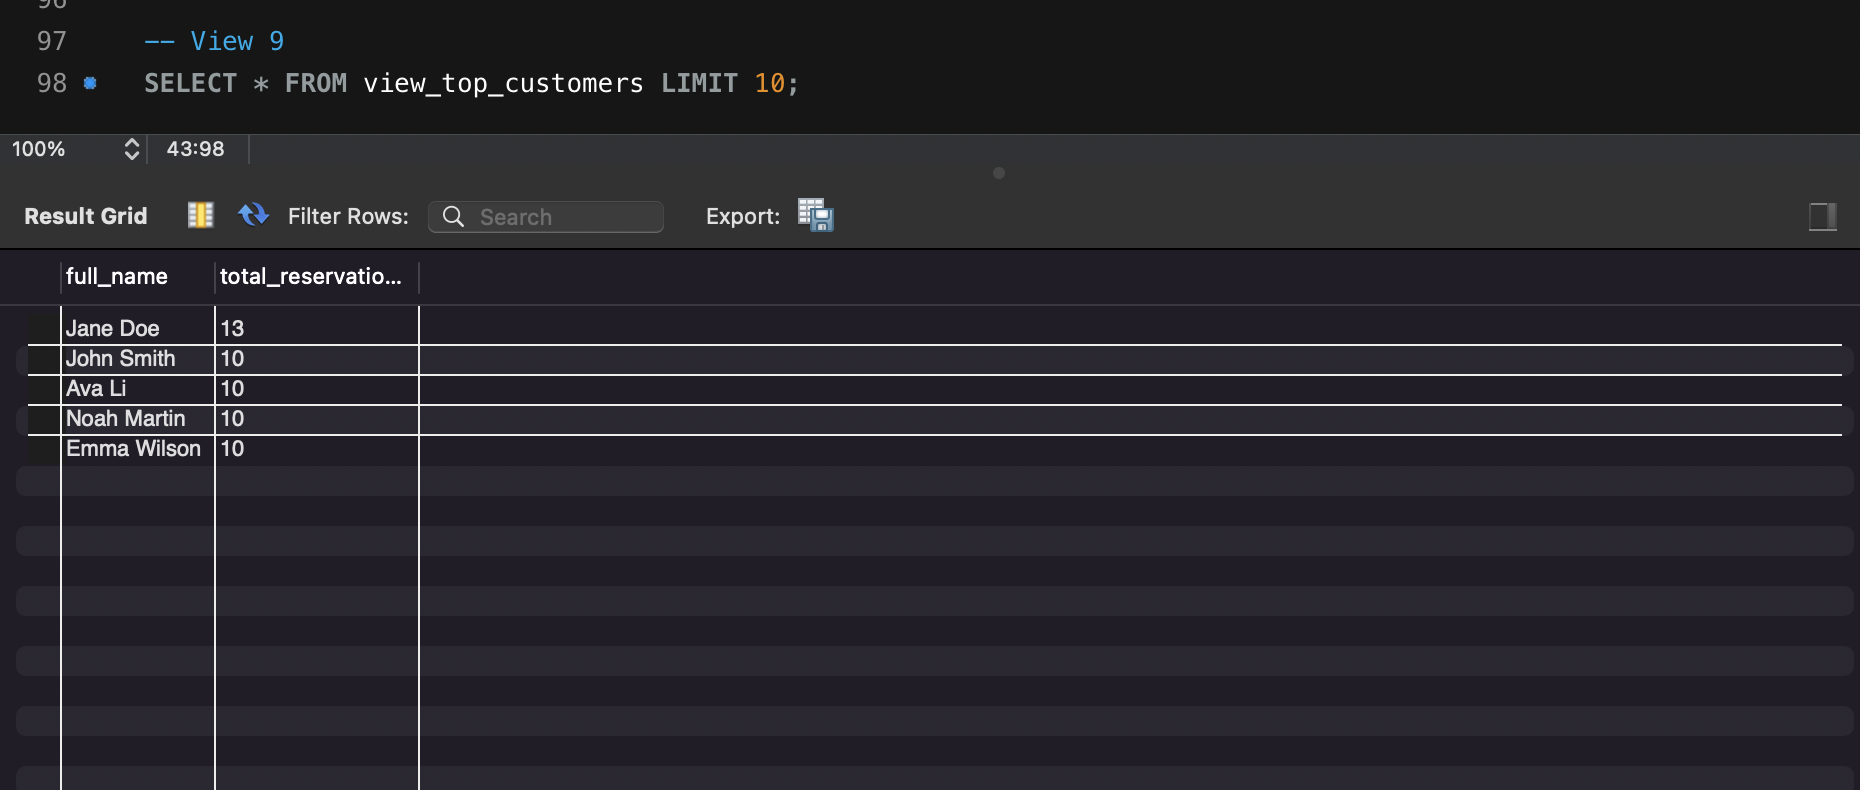 97 -- View 9
98 SELECT * FROM view_top_customers LIMIT 10;
100% 43:98
Result Grid Filter Rows: Search Export:
full_name total_reservatio...
Jane Doe 13
John Smith 10
Ava Li 10
Noah Martin 10
Emma Wilson 10